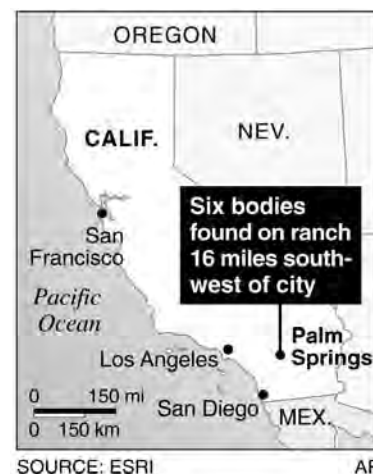 OREGON
CALIF.
NEV.
Six bodies
found on ranch
16 miles south-
west of city
San
Francisco
Pacific
Ocean
Palm
Springs
Los Angeles
0 150 mi
San Diego
MEX.
0 150 km
SOURCE: ESRI